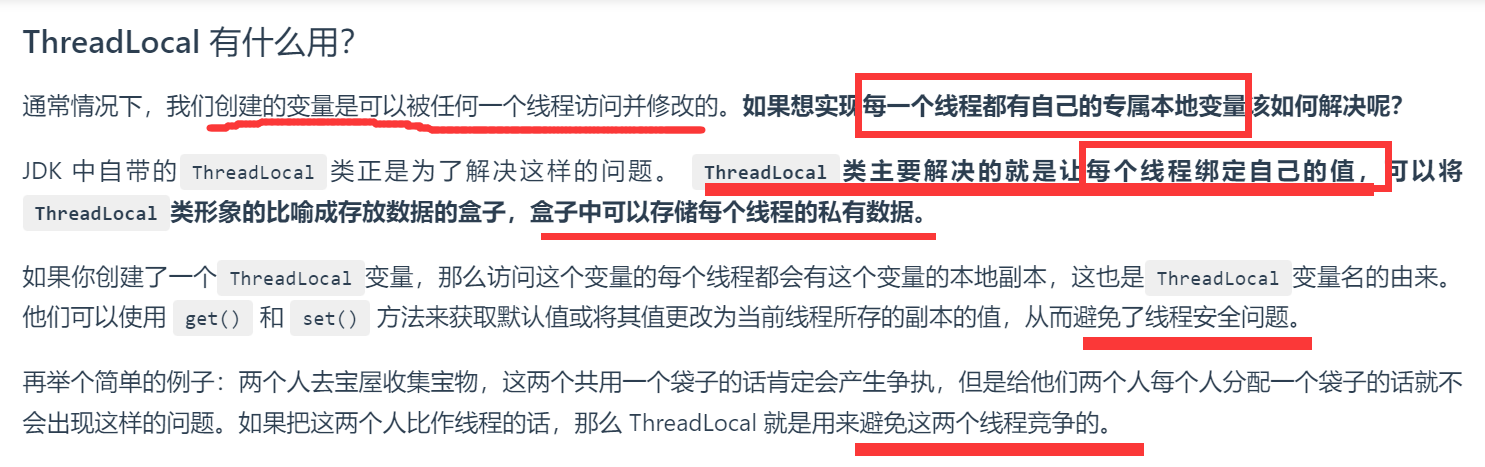 ThreadLocal 有什么用？
通常情况下，我们创建的变量是可以被任何一个线程访问并修改的。如果想实现每一个线程都有自己的专属本地变量该如何解决呢？
JDK 中自带的 ThreadLocal 类正是为了解决这样的问题。 ThreadLocal 类主要解决的就是让每个线程绑定自己的值，可以将
ThreadLocal 类形象的比喻成存放数据的盒子，盒子中可以存储每个线程的私有数据。
如果你创建了一个 ThreadLocal 变量，那么访问这个变量的每个线程都会有这个变量的本地副本，这也是 ThreadLocal 变量名的由来。
他们可以使用 get() 和 set() 方法来获取默认值或将其值更改为当前线程所存的副本的值，从而避免了线程安全问题。
再举个简单的例子：两个人去宝屋收集宝物，这两个共用一个袋子的话肯定会产生争执，但是给他们两个人每个人分配一个袋子的话就不
会出现这样的问题。如果把这两个人比作线程的话，那么 ThreadLocal 就是用来避免这两个线程竞争的。